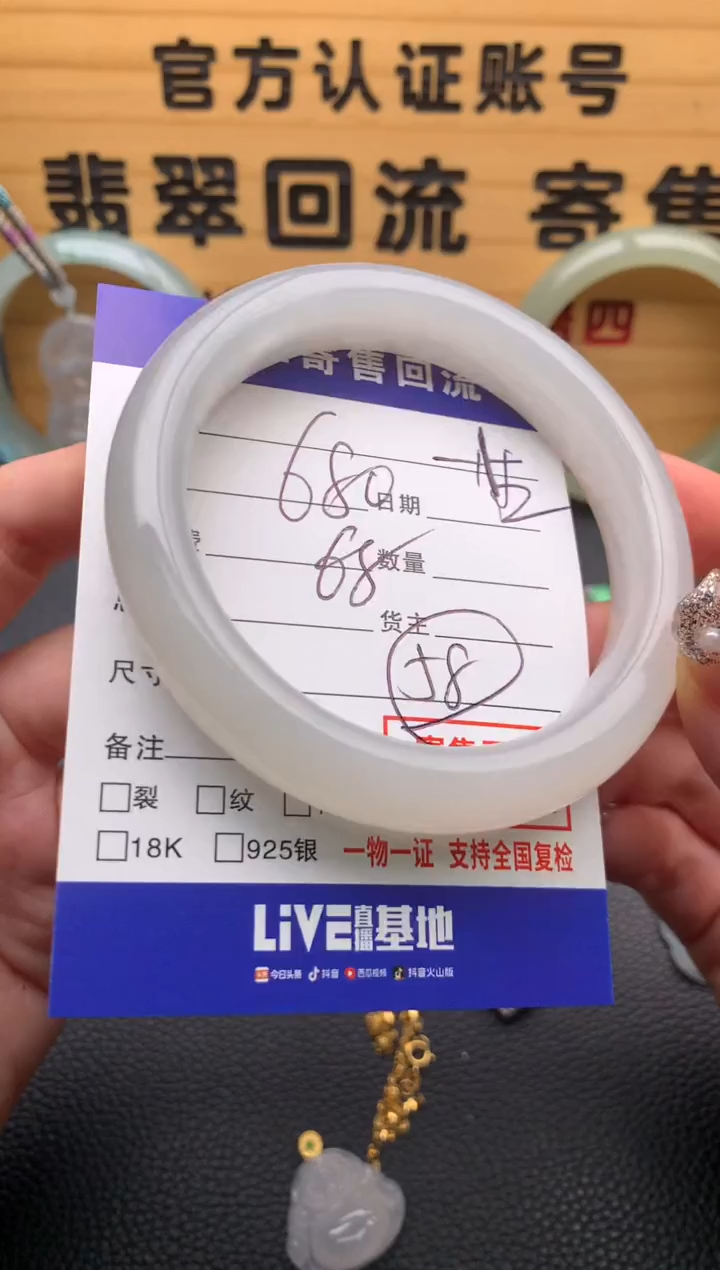 官方认证账号
翡翠回流 寄售
四
寄售回流
680
日期
68
数量
货主
58
尺寸
备注
裂 纹
18K 925银
一物一证 支持全国复检
LiVE直播基地
今日头条 抖音 西瓜视频 抖音火山版